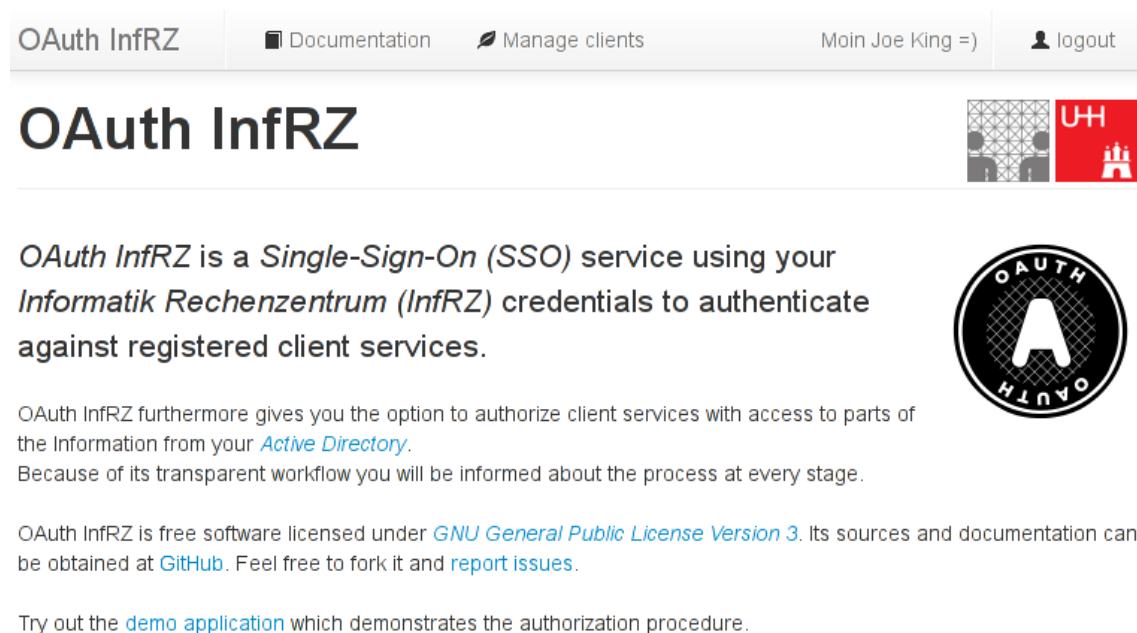 OAuth InfRZ Documentation Manage clients Moin Joe King =) logout
OAuth InfRZ
UHH
OAuth InfRZ is a Single-Sign-On (SSO) service using your
Informatik Rechenzentrum (InfRZ) credentials to authenticate
against registered client services.
OAUTH
A
OAUTH
OAuth InfRZ furthermore gives you the option to authorize client services with access to parts of
the Information from your Active Directory.
Because of its transparent workflow you will be informed about the process at every stage.
OAuth InfRZ is free software licensed under GNU General Public License Version 3. Its sources and documentation can
be obtained at GitHub. Feel free to fork it and report issues.
Try out the demo application which demonstrates the authorization procedure.